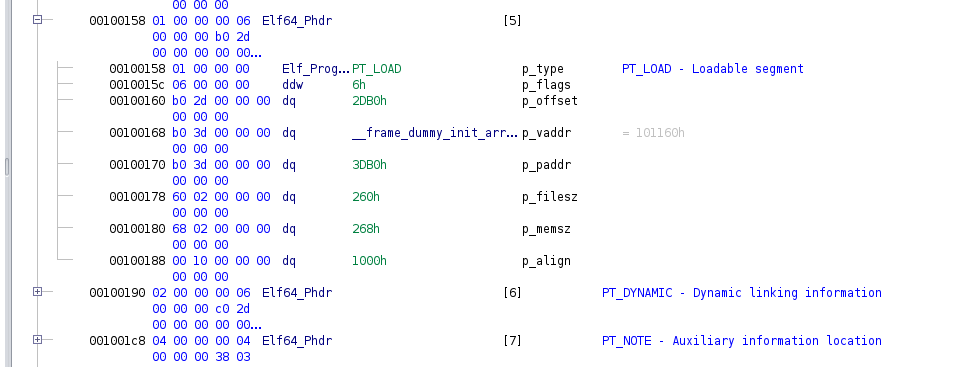 00 00 00
00100158 01 00 00 00 06 Elf64_Phdr [5]
00 00 00 b0 2d
00 00 00 00 00...
00100158 01 00 00 00 Elf_Prog...PT_LOAD p_type PT_LOAD - Loadable segment
0010015c 06 00 00 00 ddw 6h p_flags
00100160 b0 2d 00 00 00 dq 2DB0h p_offset
00 00 00
00100168 b0 3d 00 00 00 dq __frame_dummy_init_arr... p_vaddr = 101160h
00 00 00
00100170 b0 3d 00 00 00 dq 3DB0h p_paddr
00 00 00
00100178 60 02 00 00 00 dq 260h p_filesz
00 00 00
00100180 68 02 00 00 00 dq 268h p_memsz
00 00 00
00100188 00 10 00 00 00 dq 1000h p_align
00 00 00
00100190 02 00 00 00 06 Elf64_Phdr [6] PT_DYNAMIC - Dynamic linking information
00 00 00 c0 2d
00 00 00 00 00...
001001c8 04 00 00 00 04 Elf64_Phdr [7] PT_NOTE - Auxiliary information location
00 00 00 38 03